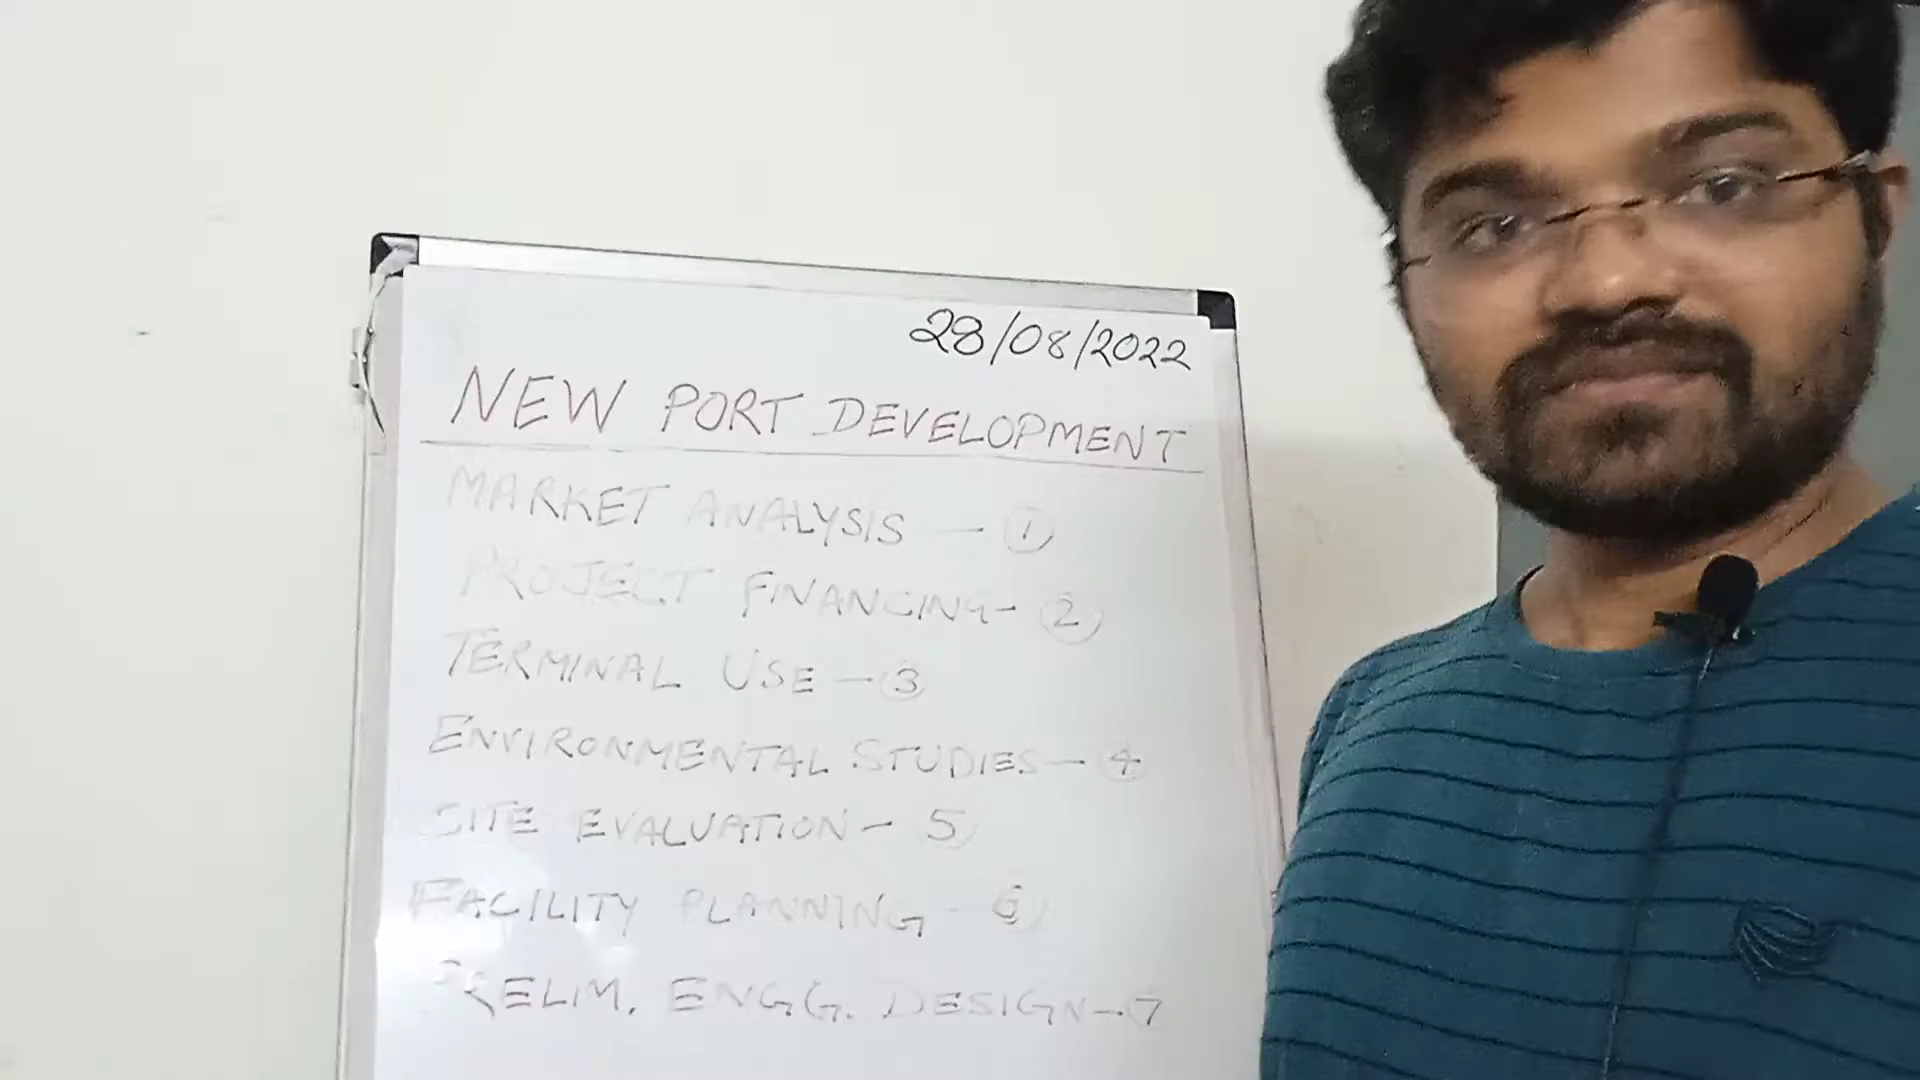 28/08/2022
NEW PORT DEVELOPMENT
MARKET ANALYSIS - 1
PROJECT FINANCING - 2
TERMINAL USE - 3
ENVIRONMENTAL STUDIES - 4
SITE EVALUATION - 5
FACILITY PLANNING - 6
PRELIM. ENGG. DESIGN - 7